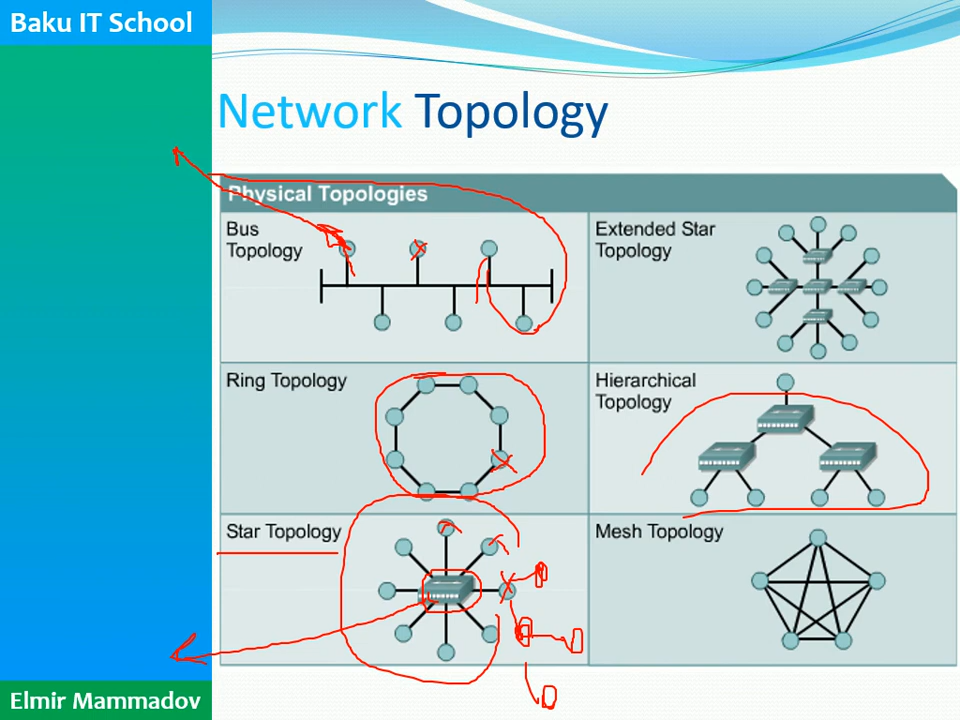 Baku IT School
Network Topology
Physical Topologies
Bus
Topology
Extended Star
Topology
Ring Topology
Hierarchical
Topology
Star Topology
Mesh Topology
Elmir Mammadov